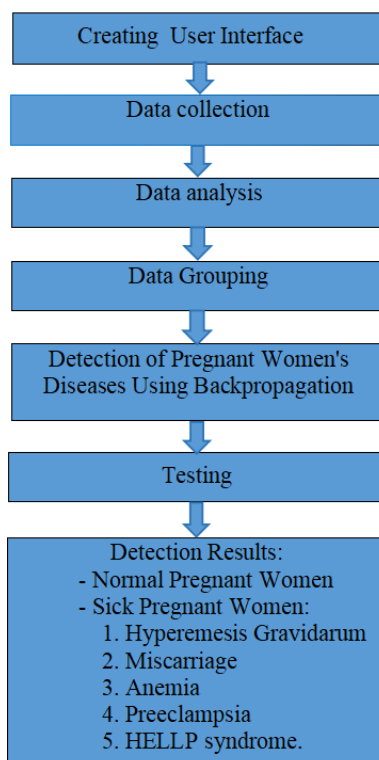 Creating User Interface
Data collection
Data analysis
Data Grouping
Detection of Pregnant Women's
Diseases Using Backpropagation
Testing
Detection Results:
- Normal Pregnant Women
- Sick Pregnant Women:
1. Hyperemesis Gravidarum
2. Miscarriage
3. Anemia
4. Preeclampsia
5. HELLP syndrome.